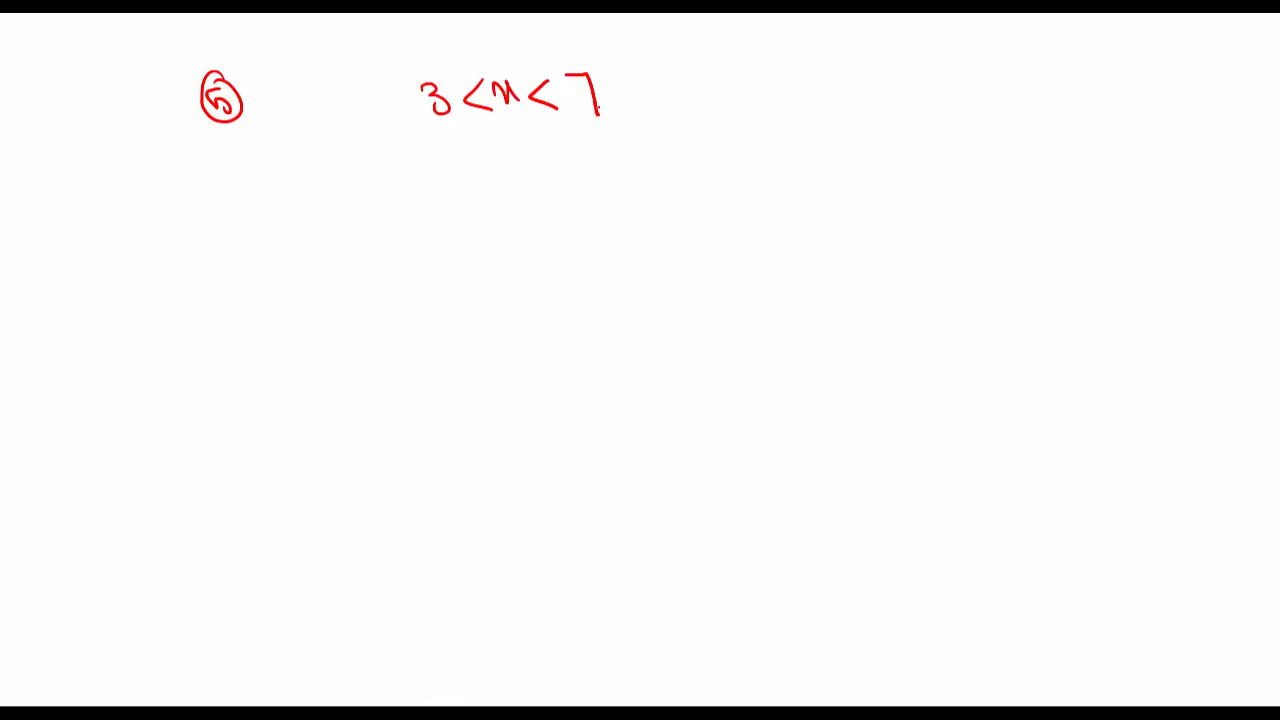 ⑤ 3 < x < 7